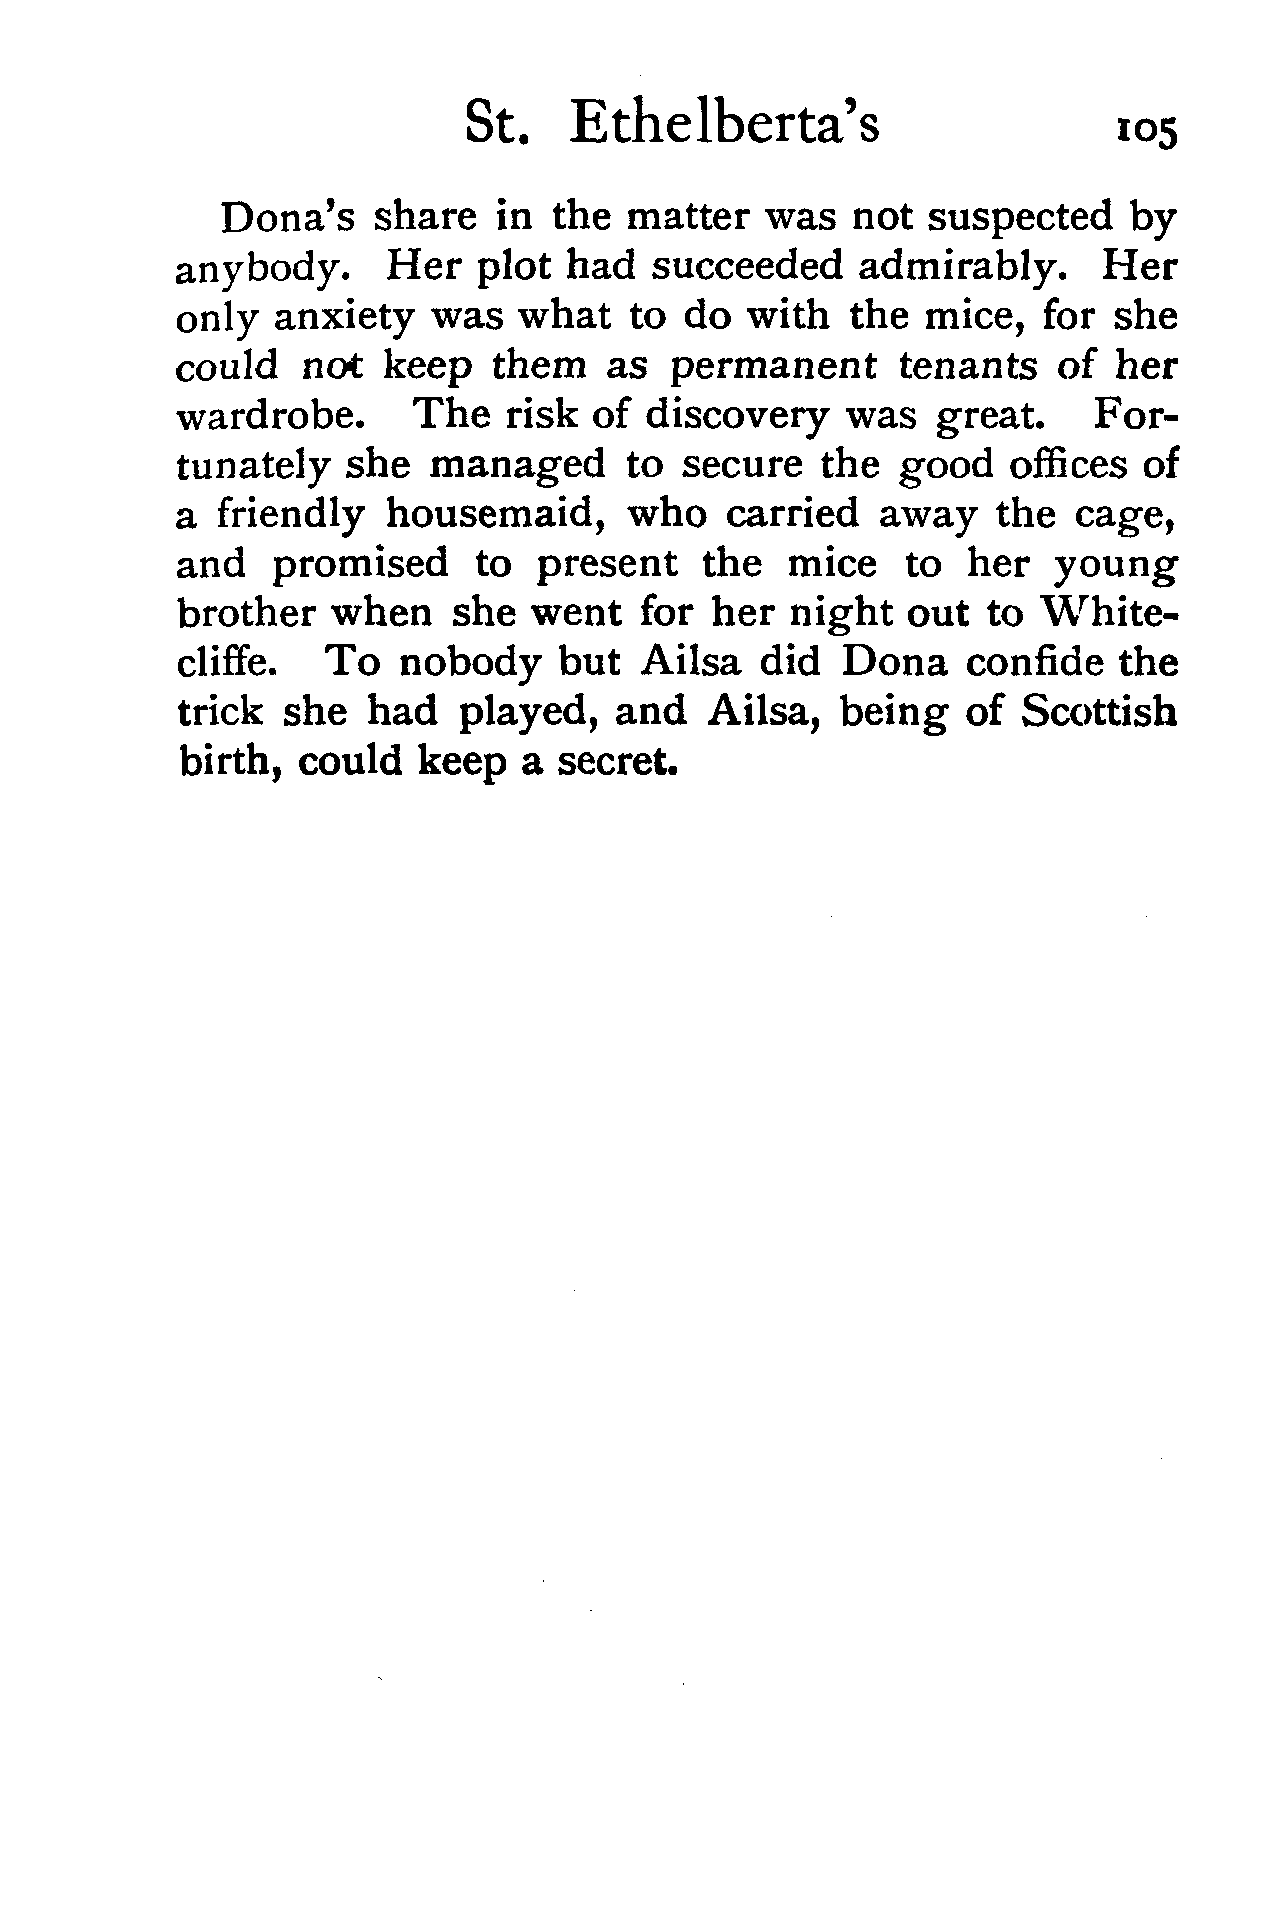 St. Ethelberta's 105
Dona's share in the matter was not suspected by
anybody. Her plot had succeeded admirably. Her
only anxiety was what to do with the mice, for she
could not keep them as permanent tenants of her
wardrobe. The risk of discovery was great. For-
tunately she managed to secure the good offices of
a friendly housemaid, who carried away the cage,
and promised to present the mice to her young
brother when she went for her night out to White-
cliffe. To nobody but Ailsa did Dona confide the
trick she had played, and Ailsa, being of Scottish
birth, could keep a secret.